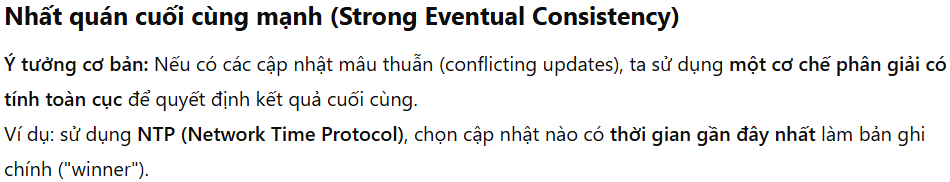 Nhất quán cuối cùng mạnh (Strong Eventual Consistency)
Ý tưởng cơ bản: Nếu có các cập nhật mâu thuẫn (conflicting updates), ta sử dụng một cơ chế phân giải có
tính toàn cục để quyết định kết quả cuối cùng.
Ví dụ: sử dụng NTP (Network Time Protocol), chọn cập nhật nào có thời gian gần đây nhất làm bản ghi
chính ("winner").